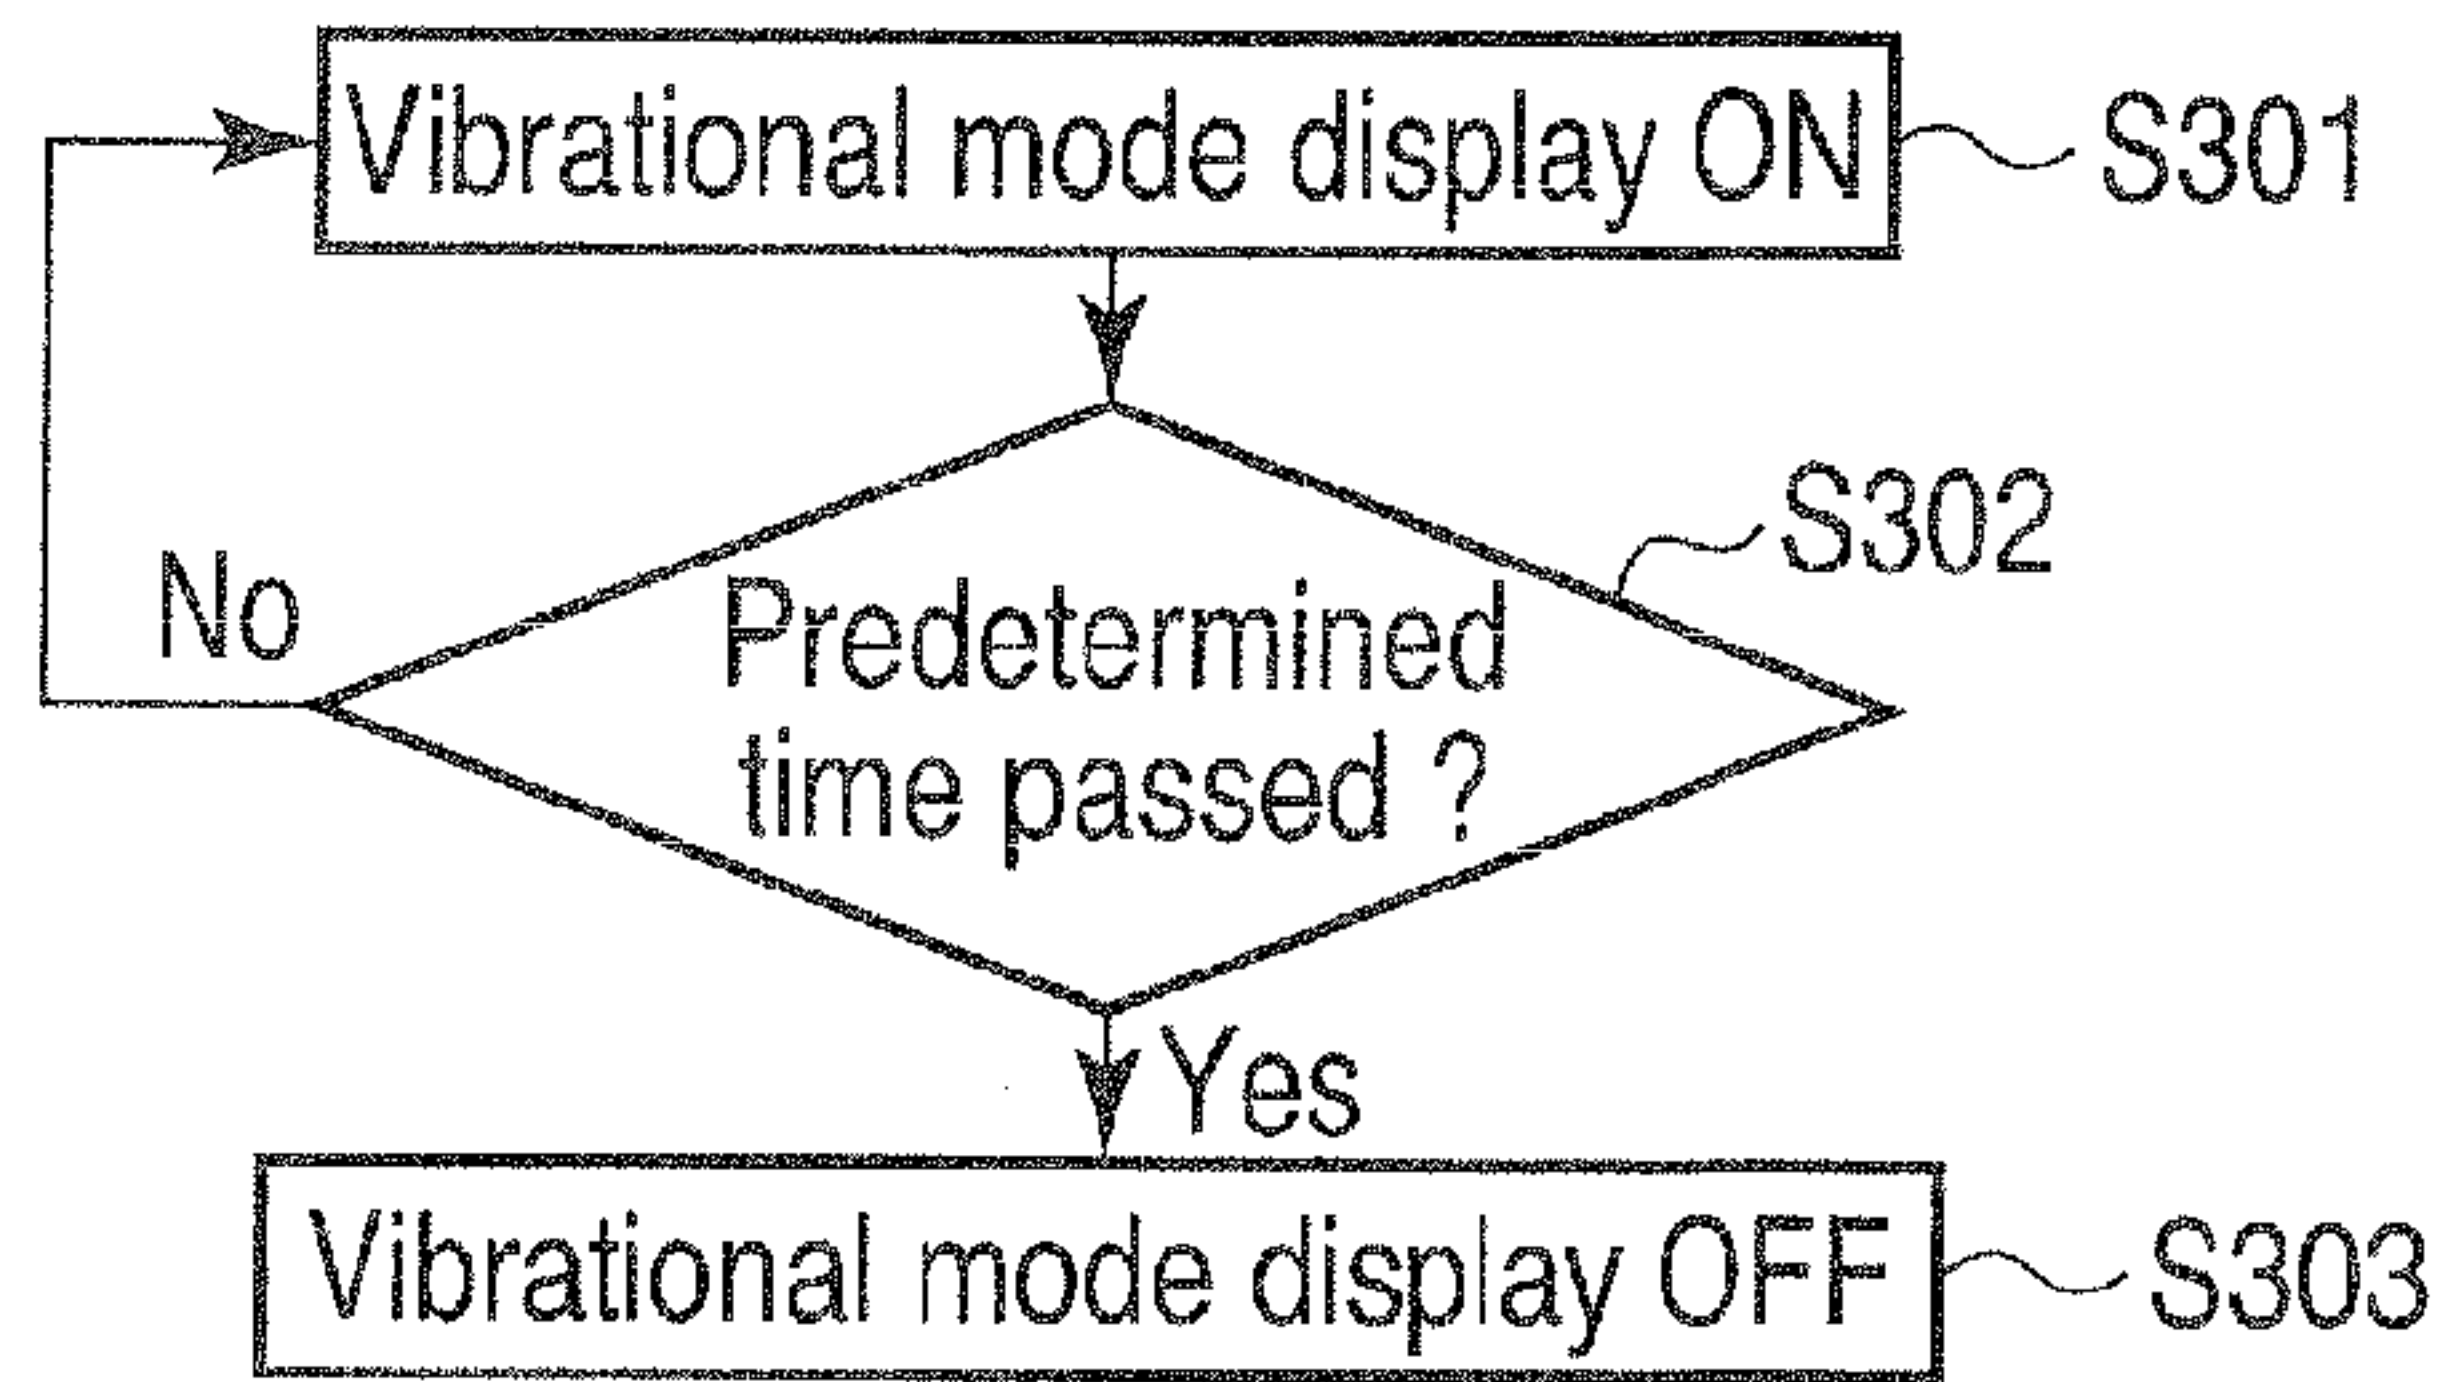 Vibrational mode display ON
S301
S302
No
Predetermined
time passed ?
Yes
Vibrational mode display OFF
S303